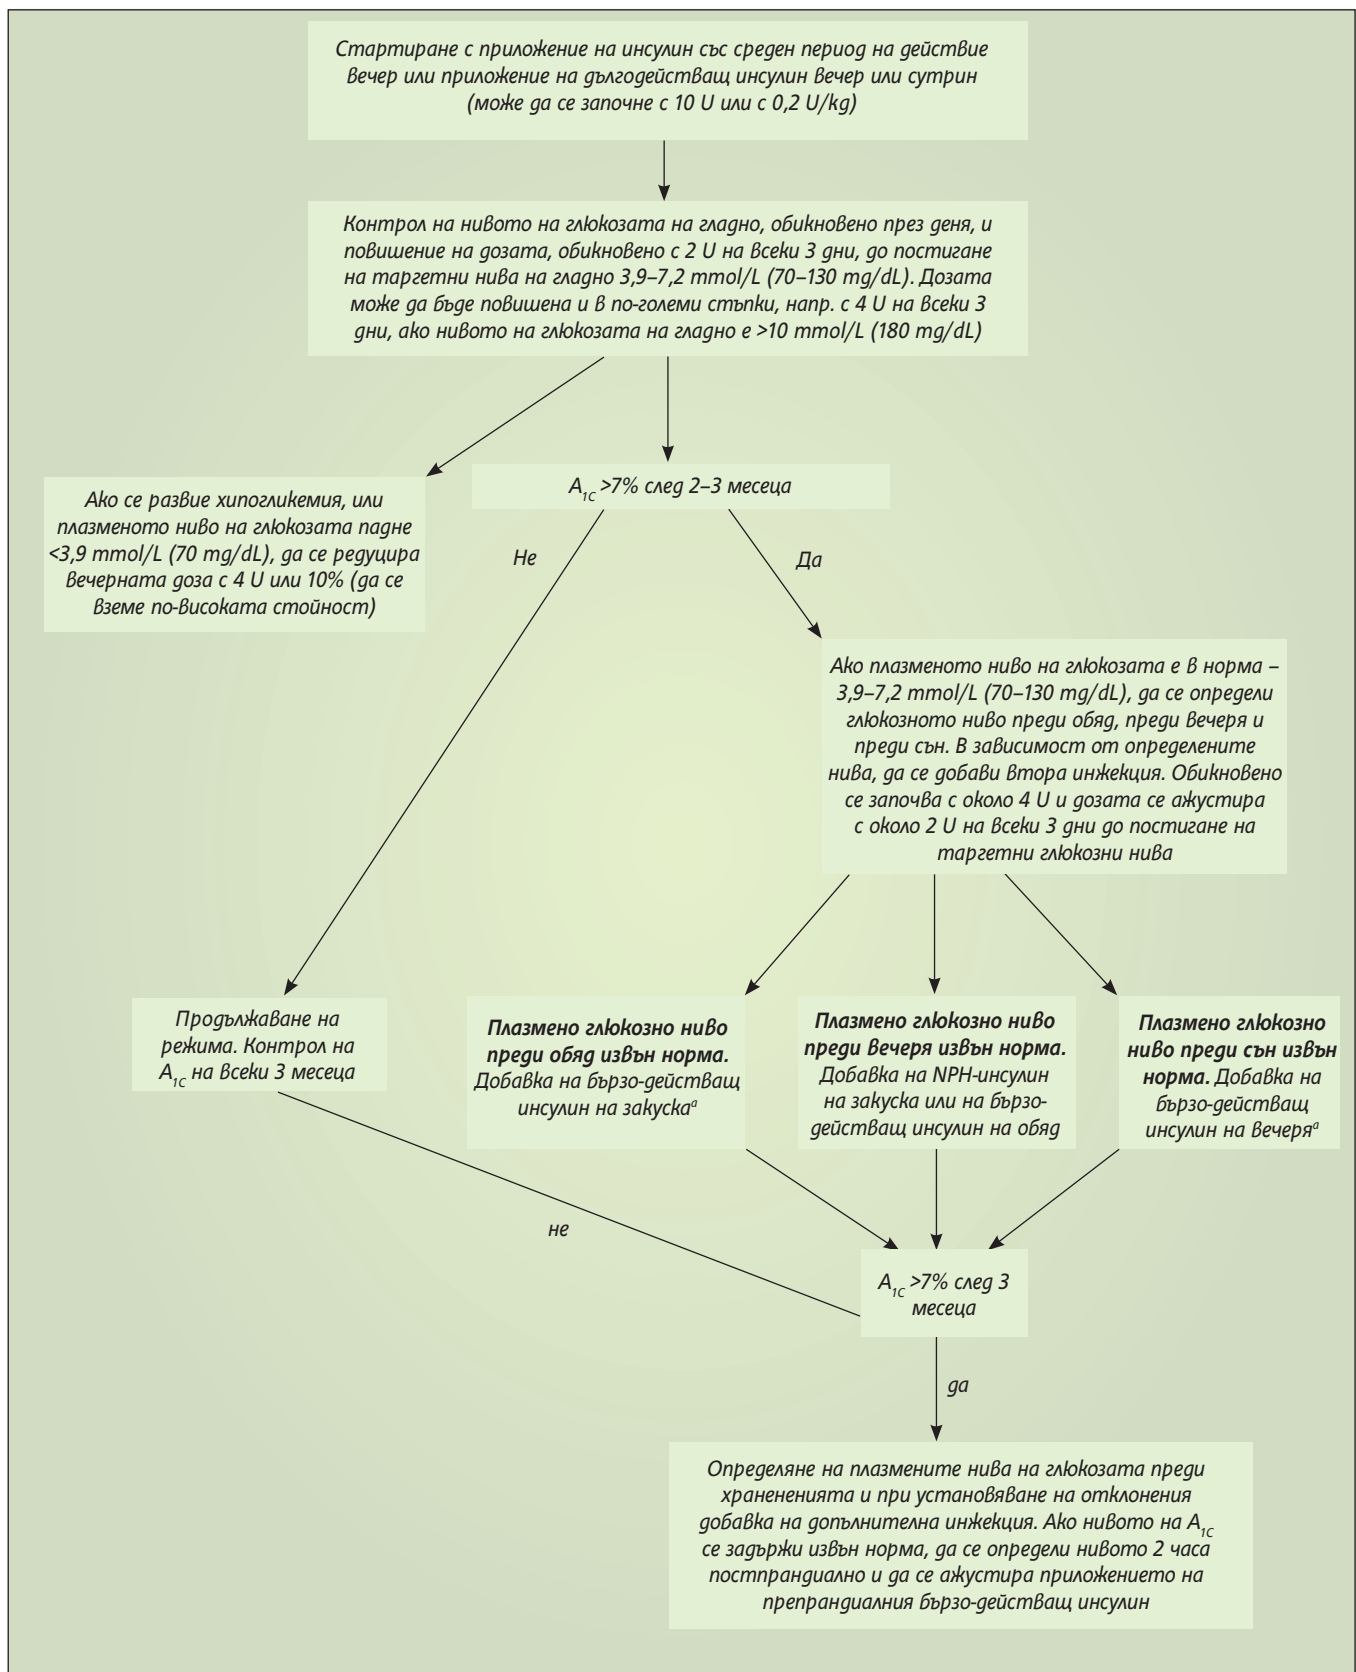 Стартиране с приложение на инсулин със среден период на действие
вечер или приложение на дългодействащ инсулин вечер или сутрин
(може да се започне с 10 U или с 0,2 U/kg)
Контрол на нивото на глюкозата на гладно, обикновено през деня, и
повишение на дозата, обикновено с 2 U на всеки 3 дни, до постигане
на таргетни нива на гладно 3,9–7,2 mmol/L (70–130 mg/dL). Дозата
може да бъде повишена и в по-големи стъпки, напр. с 4 U на всеки 3
дни, ако нивото на глюкозата на гладно е >10 mmol/L (180 mg/dL)
Ако се развие хипогликемия, или
плазменото ниво на глюкозата падне
<3,9 mmol/L (70 mg/dL), да се редуцира
вечерната доза с 4 U или 10% (да се
вземе по-високата стойност)
A1C >7% след 2–3 месеца
Не
Да
Ако плазменото ниво на глюкозата е в норма –
3,9–7,2 mmol/L (70–130 mg/dL), да се определи
глюкозното ниво преди обяд, преди вечеря и
преди сън. В зависимост от определените
нива, да се добави втора инжекция. Обикновено
се започва с около 4 U и дозата се ажустира
с около 2 U на всеки 3 дни до постигане на
таргетни глюкозни нива
Продължаване на
режима. Контрол на
A1C на всеки 3 месеца
Плазмено глюкозно ниво
преди обяд извън норма.
Добавка на бързо-действащ
инсулин на закускаª
Плазмено глюкозно ниво
преди вечеря извън норма.
Добавка на NPH-инсулин
на закуска или на бързо-
действащ инсулин на обяд
Плазмено глюкозно
ниво преди сън извън
норма. Добавка на
бързо-действащ
инсулин на вечеряª
не
A1C >7% след 3
месеца
да
Определяне на плазмените нива на глюкозата преди
храненeнията и при установяване на отклонения
добавка на допълнителна инжекция. Ако нивото на A1C
се задържи извън норма, да се определи нивото 2 часа
постпрандиално и да се ажустира приложението на
препрандиалния бързо-действащ инсулин